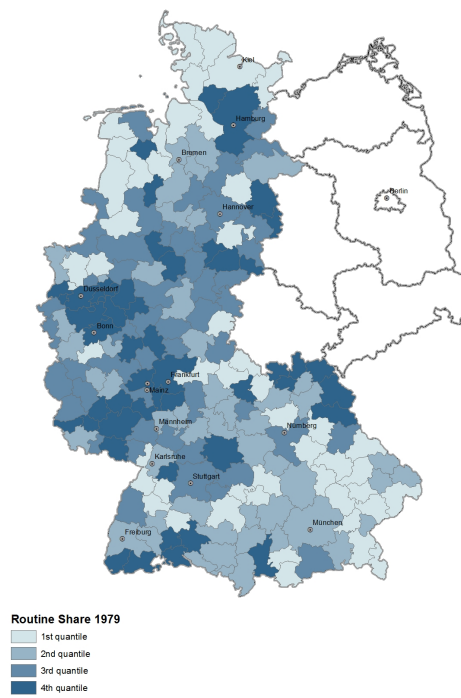 Kiel
Hamburg
Bremen
Berlin
Hannover
Düsseldorf
Bonn
Frankfurt
Mainz
Mannheim
Nürnberg
Karlsruhe
Stuttgart
München
Freiburg
Routine Share 1979
1st quantile
2nd quantile
3rd quantile
4th quantile